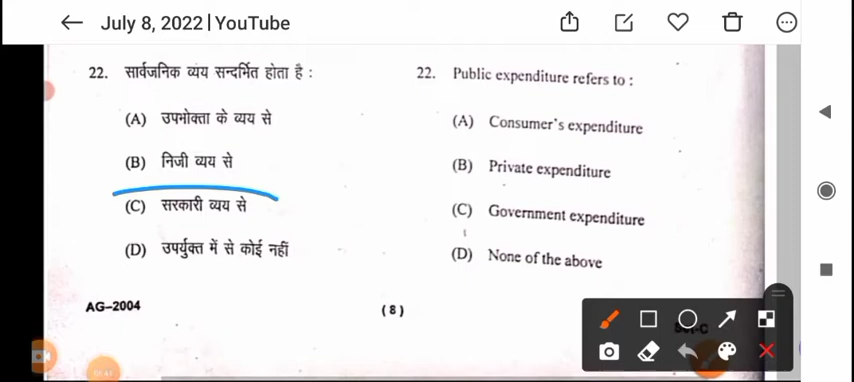 July 8, 2022 | YouTube
22. सार्वजनिक व्यय सन्दर्भित होता है :
(A) उपभोक्ता के व्यय से
(B) निजी व्यय से
(C) सरकारी व्यय से
(D) उपर्युक्त में से कोई नहीं
22. Public expenditure refers to :
(A) Consumer's expenditure
(B) Private expenditure
(C) Government expenditure
(D) None of the above
AG–2004
(8)